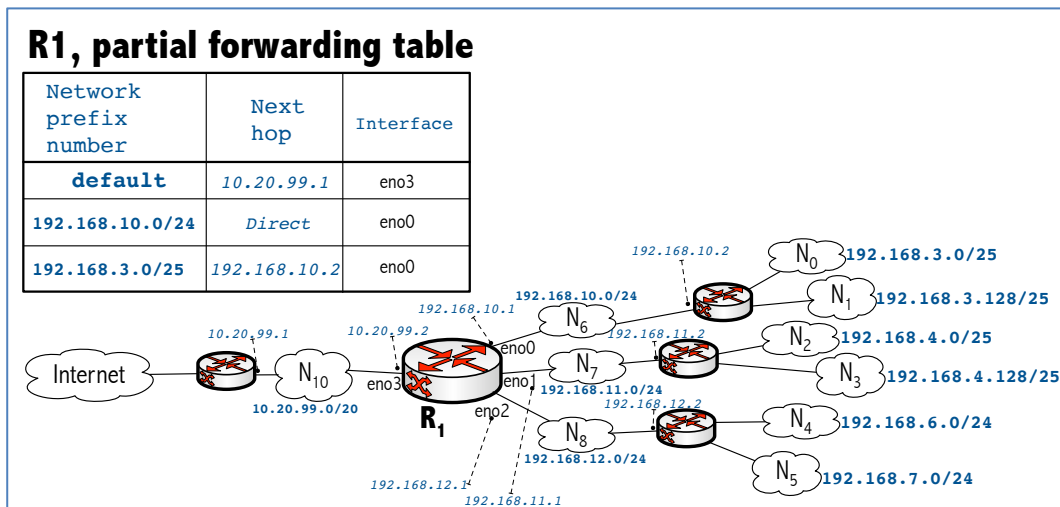 R1, partial forwarding table
Network prefix number Next hop Interface
default 10.20.99.1 eno3
192.168.10.0/24 Direct eno0
192.168.3.0/25 192.168.10.2 eno0
192.168.10.2
N0 192.168.3.0/25
192.168.10.0/24
N1 192.168.3.128/25
192.168.10.1
N6
10.20.99.1
10.20.99.2
192.168.11.2
N2 192.168.4.0/25
eno0
Internet
N10
eno3
eno1
N7
N3 192.168.4.128/25
10.20.99.0/20
192.168.11.0/24
R1
eno2
192.168.12.2
N4 192.168.6.0/24
N8
192.168.12.0/24
192.168.12.1
N5 192.168.7.0/24
192.168.11.1